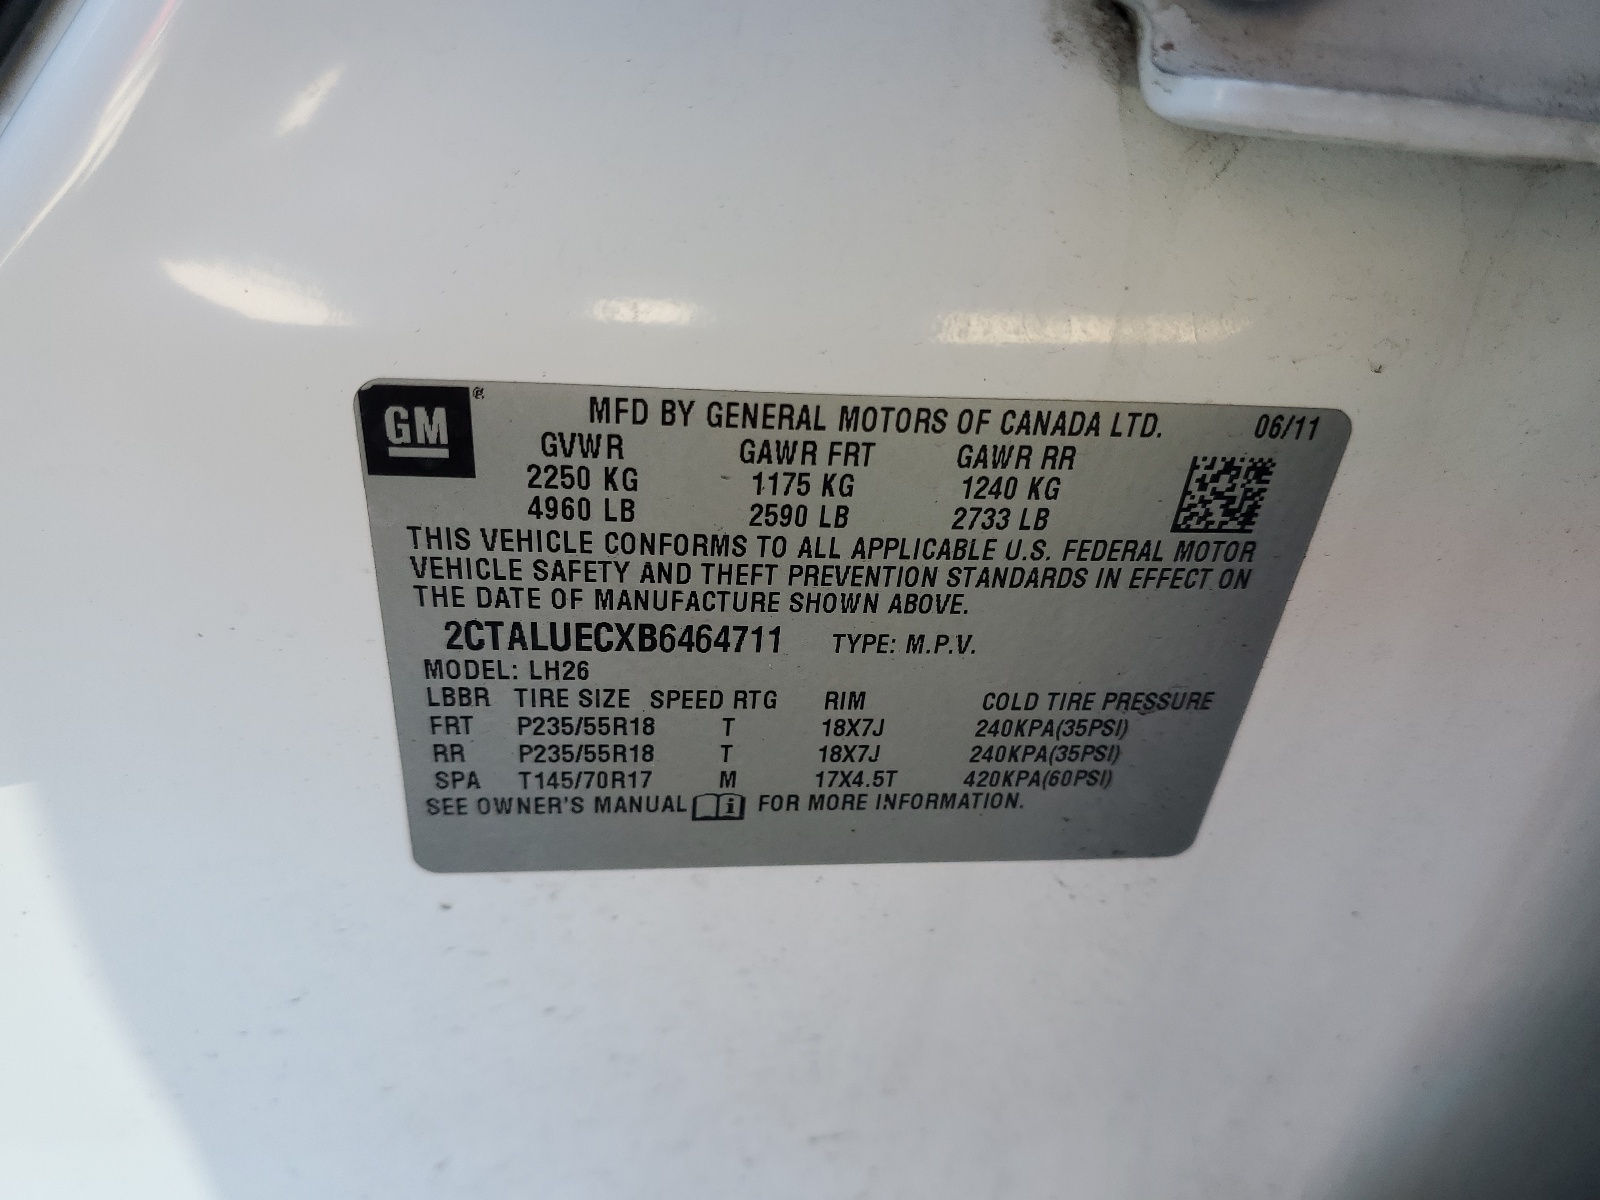 GM®
MFD BY GENERAL MOTORS OF CANADA LTD. 06/11
GVWR GAWR FRT GAWR RR
2250 KG 1175 KG 1240 KG
4960 LB 2590 LB 2733 LB
THIS VEHICLE CONFORMS TO ALL APPLICABLE U.S. FEDERAL MOTOR
VEHICLE SAFETY AND THEFT PREVENTION STANDARDS IN EFFECT ON
THE DATE OF MANUFACTURE SHOWN ABOVE.
2CTALUECXB6464711 TYPE: M.P.V.
MODEL: LH26
LBBR TIRE SIZE SPEED RTG RIM COLD TIRE PRESSURE
FRT P235/55R18 T 18X7J 240KPA(35PSI)
RR P235/55R18 T 18X7J 240KPA(35PSI)
SPA T145/70R17 M 17X4.5T 420KPA(60PSI)
SEE OWNER'S MANUAL i FOR MORE INFORMATION.